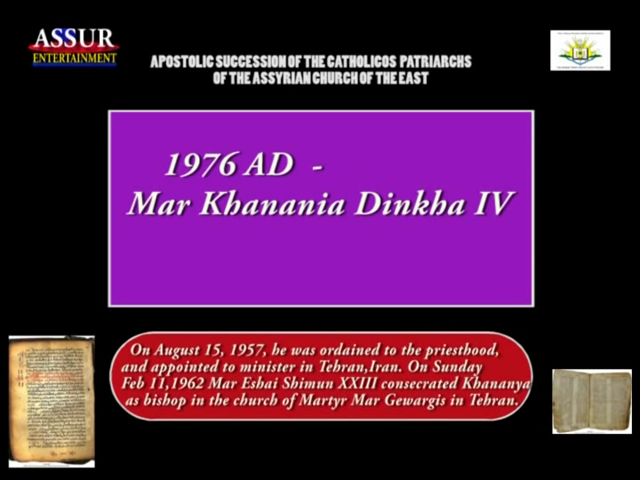 ASSUR
ENTERTAINMENT
APOSTOLIC SUCCESSION OF THE CATHOLICOS PATRIARCHS
OF THE ASSYRIAN CHURCH OF THE EAST
1976 AD -
Mar Khanania Dinkha IV
On August 15, 1957, he was ordained to the priesthood,
and appointed to minister in Tehran,Iran. On Sunday
Feb 11,1962 Mar Eshai Shimun XXIII consecrated Khananya
as bishop in the church of Martyr Mar Gewargis in Tehran.